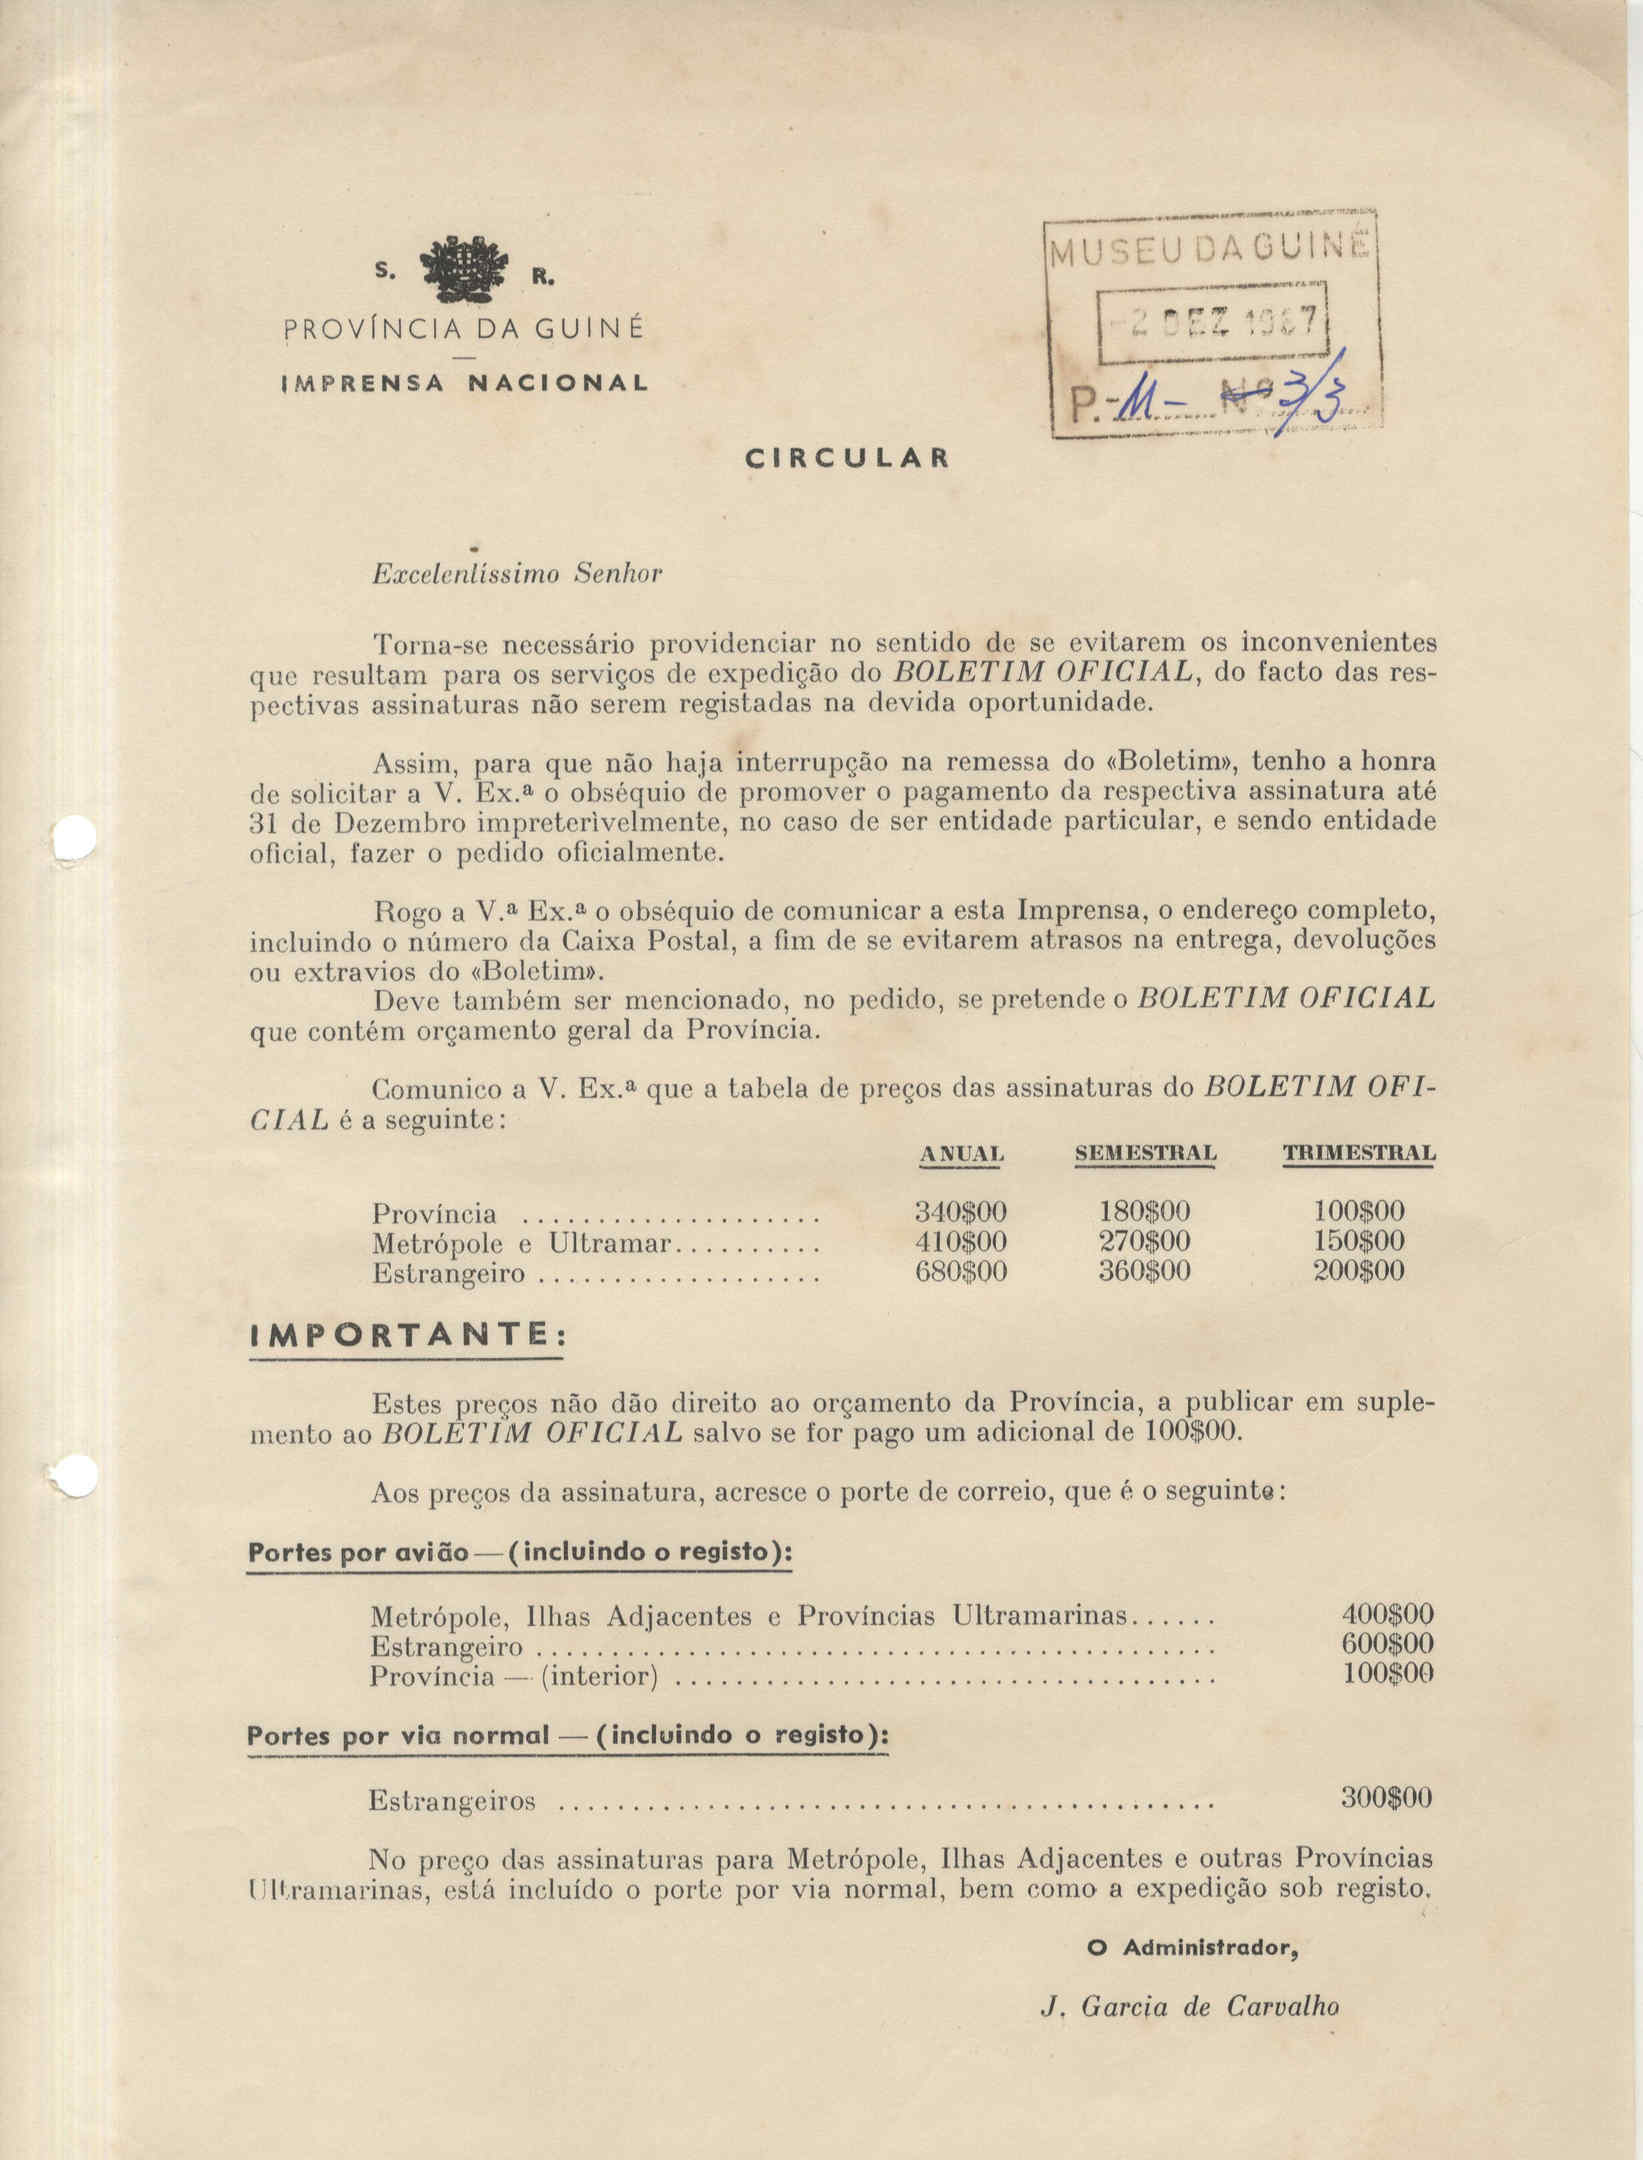 S. R.
PROVÍNCIA DA GUINÉ
IMPRENSA NACIONAL
MUSEU DA GUINÉ
-2 DEZ 1967
P.-M- Nº 3/3
CIRCULAR
Excelentíssimo Senhor
Torna-se necessário providenciar no sentido de se evitarem os inconvenientes
que resultam para os serviços de expedição do BOLETIM OFICIAL, do facto das res-
pectivas assinaturas não serem registadas na devida oportunidade.
Assim, para que não haja interrupção na remessa do «Boletim», tenho a honra
de solicitar a V. Ex.ª o obséquio de promover o pagamento da respectiva assinatura até
31 de Dezembro impreterìvelmente, no caso de ser entidade particular, e sendo entidade
oficial, fazer o pedido oficialmente.
Rogo a V.ª Ex.ª o obséquio de comunicar a esta Imprensa, o endereço completo,
incluindo o número da Caixa Postal, a fim de se evitarem atrasos na entrega, devoluções
ou extravios do «Boletim».
Deve também ser mencionado, no pedido, se pretende o BOLETIM OFICIAL
que contém orçamento geral da Província.
Comunico a V. Ex.ª que a tabela de preços das assinaturas do BOLETIM OFI-
CIAL é a seguinte:
ANUAL SEMESTRAL TRIMESTRAL
Província .................... 340$00 180$00 100$00
Metrópole e Ultramar.......... 410$00 270$00 150$00
Estrangeiro ................... 680$00 360$00 200$00
IMPORTANTE:
Estes preços não dão direito ao orçamento da Província, a publicar em suple-
mento ao BOLETIM OFICIAL salvo se for pago um adicional de 100$00.
Aos preços da assinatura, acresce o porte de correio, que é o seguinte:
Portes por avião — (incluindo o registo):
Metrópole, Ilhas Adjacentes e Províncias Ultramarinas...... 400$00
Estrangeiro ............................................. 600$00
Província — (interior) .................................... 100$00
Portes por via normal — (incluindo o registo):
Estrangeiros ............................................ 300$00
No preço das assinaturas para Metrópole, Ilhas Adjacentes e outras Províncias
Ultramarinas, está incluído o porte por via normal, bem como a expedição sob registo.
O Administrador,
J. Garcia de Carvalho